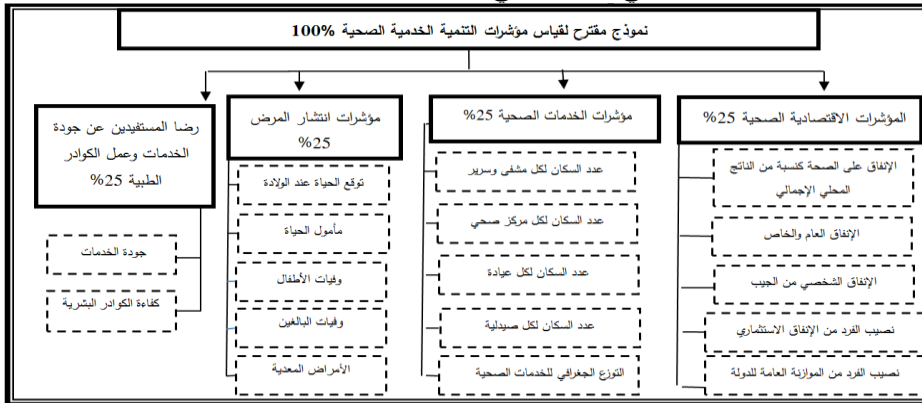 نموذج مقترح لقياس مؤشرات التنمية الخدمية الصحية 100%
المؤشرات الاقتصادية الصحية 25%
الإنفاق على الصحة كنسبة من الناتج
المحلي الإجمالي
الإنفاق العام والخاص
الإنفاق الشخصي من الجيب
نصيب الفرد من الإنفاق الاستثماري
نصيب الفرد من الموازنة العامة للدولة
مؤشرات الخدمات الصحية 25%
عدد السكان لكل مشفى وسرير
عدد السكان لكل مركز صحي
عدد السكان لكل عيادة
عدد السكان لكل صيدلية
التوزع الجغرافي للخدمات الصحية
مؤشرات انتشار المرض
25%
توقع الحياة عند الولادة
مأمول الحياة
وفيات الأطفال
وفيات البالغين
الأمراض المعدية
رضا المستفيدين عن جودة
الخدمات وعمل الكوادر
الطبية 25%
جودة الخدمات
كفاءة الكوادر البشرية